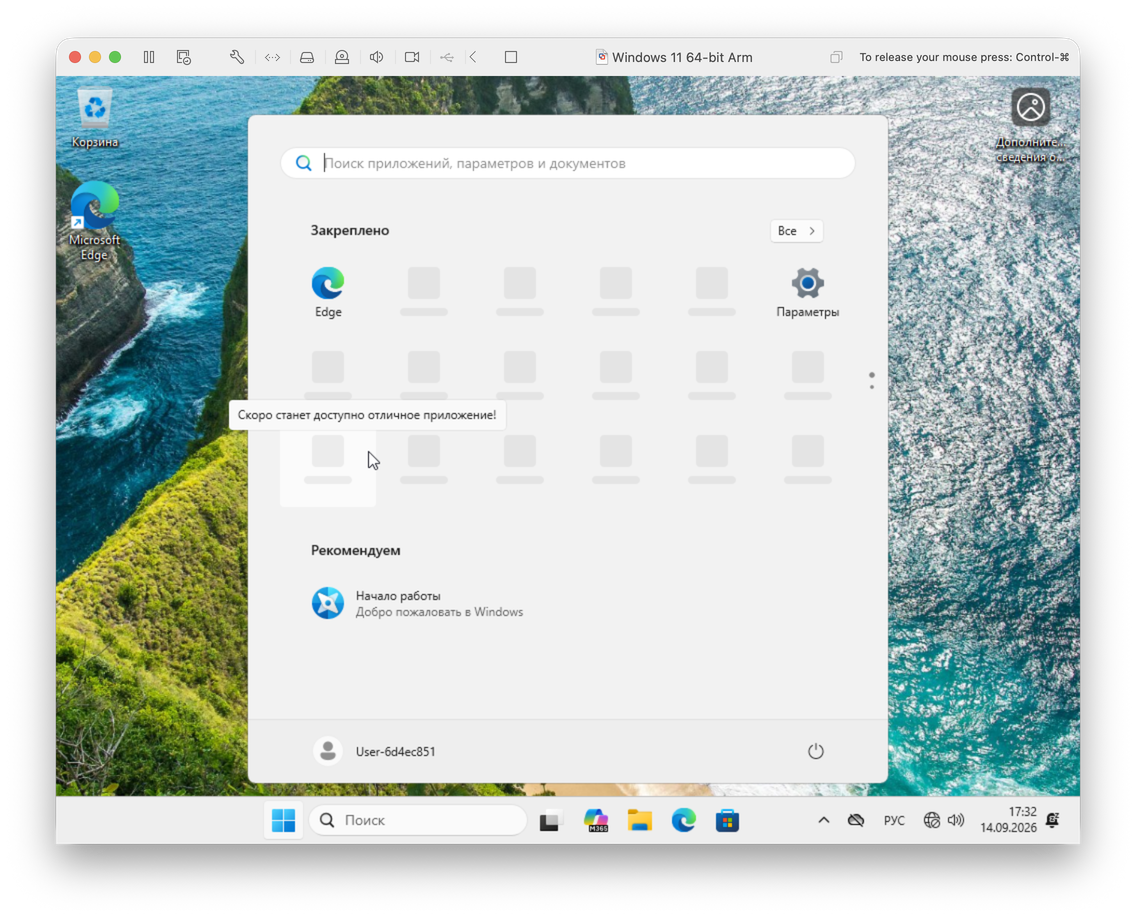 Windows 11 64-bit Arm
To release your mouse press: Control-⌘
Корзина
Дополните...
сведения о...
Microsoft
Edge
Поиск приложений, параметров и документов
Закреплено
Все
Edge
Параметры
Скоро станет доступно отличное приложение!
Рекомендуем
Начало работы
Добро пожаловать в Windows
User-6d4ec851
Поиск
M365
РУС
17:32
14.09.2026